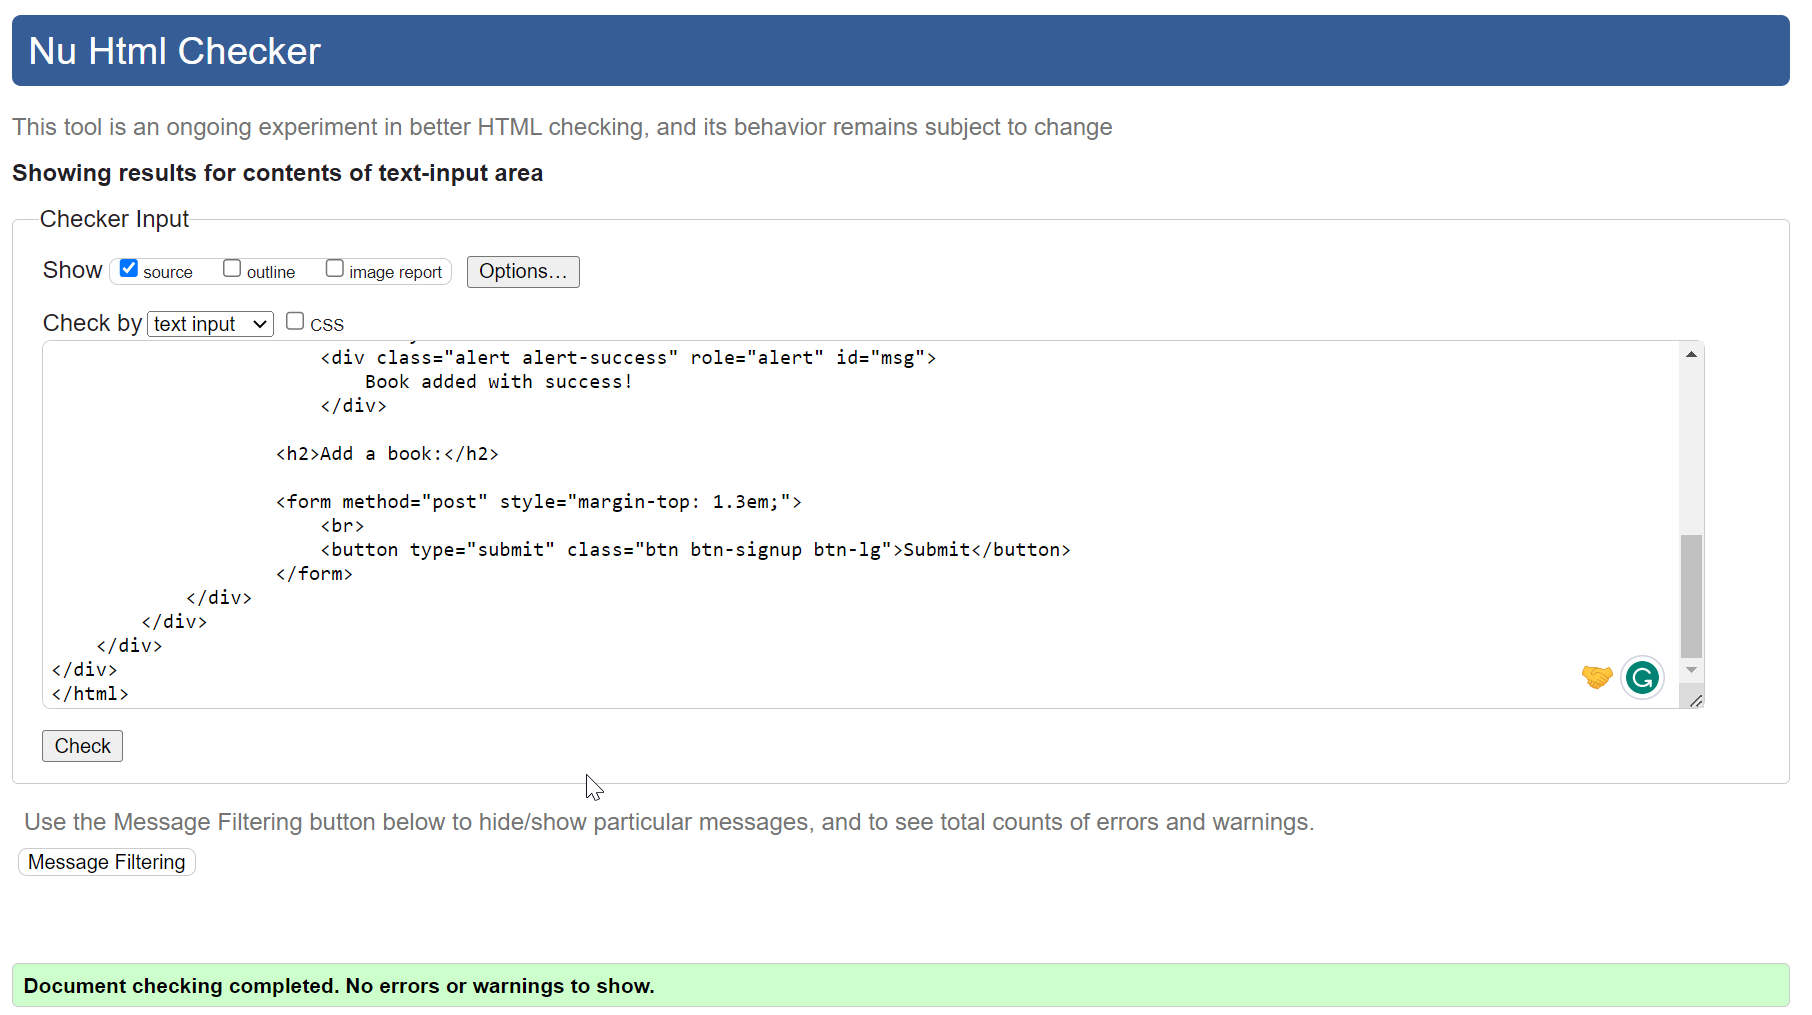 Nu Html Checker
This tool is an ongoing experiment in better HTML checking, and its behavior remains subject to change
Showing results for contents of text-input area
Checker Input
Show source outline image report Options...
Check by text input CSS
<div class="alert alert-success" role="alert" id="msg">
Book added with success!
</div>
<h2>Add a book:</h2>
<form method="post" style="margin-top: 1.3em;">
<br>
<button type="submit" class="btn btn-signup btn-lg">Submit</button>
</form>
</div>
</div>
</div>
</div>
</html>
Check
Use the Message Filtering button below to hide/show particular messages, and to see total counts of errors and warnings.
Message Filtering
Document checking completed. No errors or warnings to show.